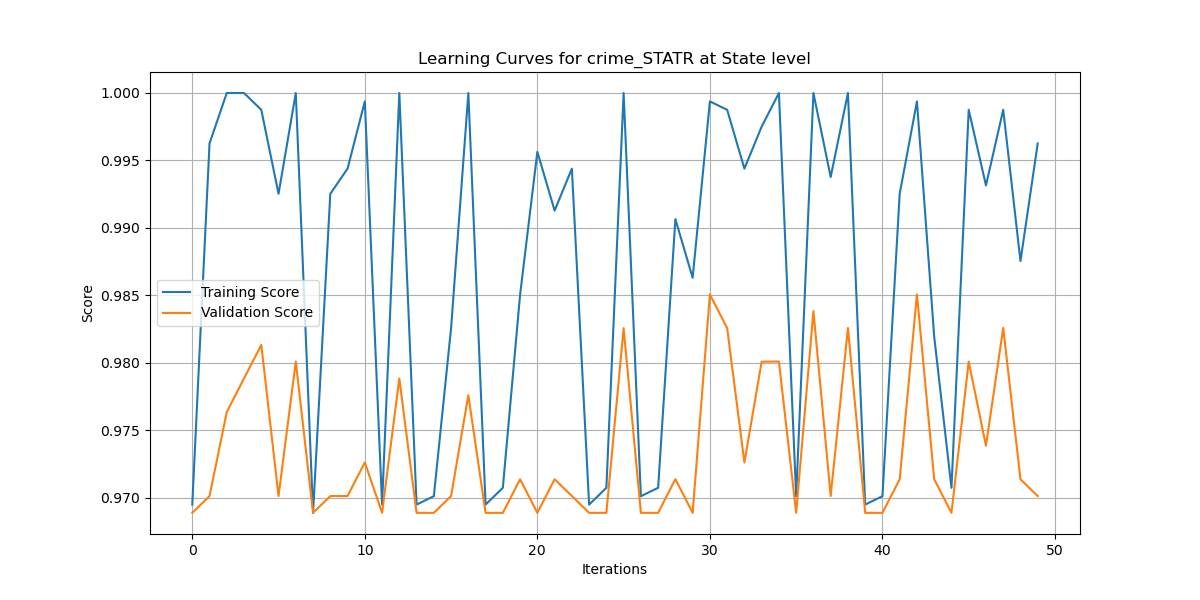 Learning Curves for crime_STATR at State level
1.000
0.995
0.990
0.985
0.980
0.975
0.970
Score
Training Score
Validation Score
0 10 20 30 40 50
Iterations